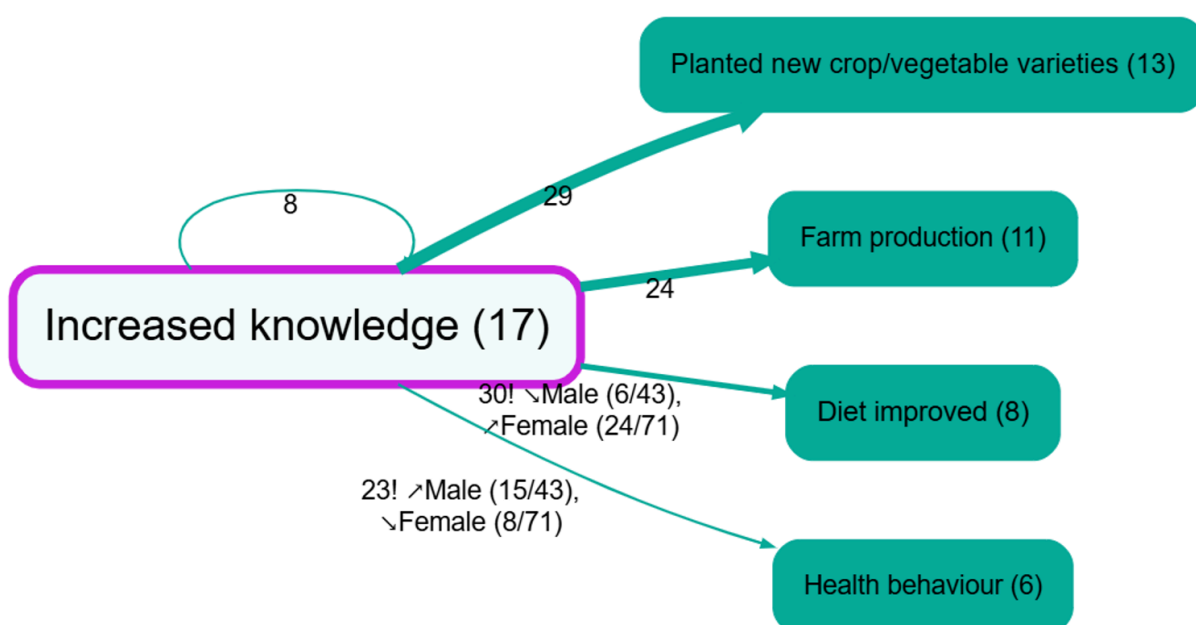 Planted new crop/vegetable varieties (13)
8
29
Farm production (11)
24
Increased knowledge (17)
30! ↘Male (6/43),
↗Female (24/71)
Diet improved (8)
23! ↗Male (15/43),
↘Female (8/71)
Health behaviour (6)